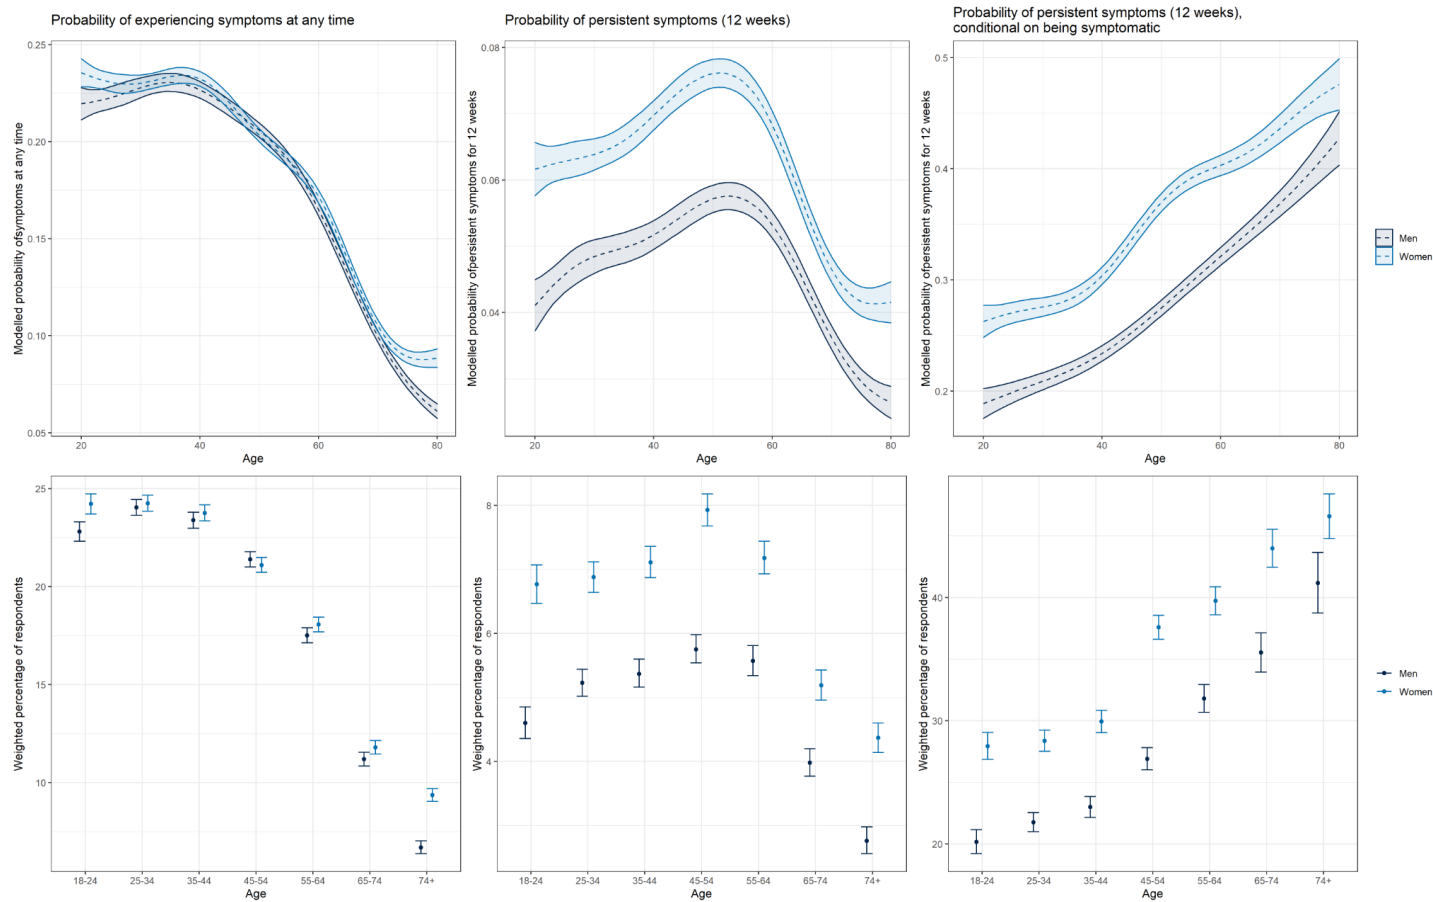 Probability of experiencing symptoms at any time
Modelled probability ofsymptoms at any time
0.25
0.20
0.15
0.10
0.05
20
40
60
80
Age
Probability of persistent symptoms (12 weeks)
Modelled probability ofpersistent symptoms for 12 weeks
0.08
0.06
0.04
20
40
60
80
Age
Probability of persistent symptoms (12 weeks),
conditional on being symptomatic
Modelled probability ofpersistent symptoms for 12 weeks
0.5
0.4
0.3
0.2
20
40
60
80
Age
Men
Women
Weighted percentage of respondents
25
20
15
10
18-24
25-34
35-44
45-54
55-64
65-74
74+
Age
Weighted percentage of respondents
8
6
4
18-24
25-34
35-44
45-54
55-64
65-74
74+
Age
Weighted percentage of respondents
40
30
20
18-24
25-34
35-44
45-54
55-64
65-74
74+
Age
Men
Women